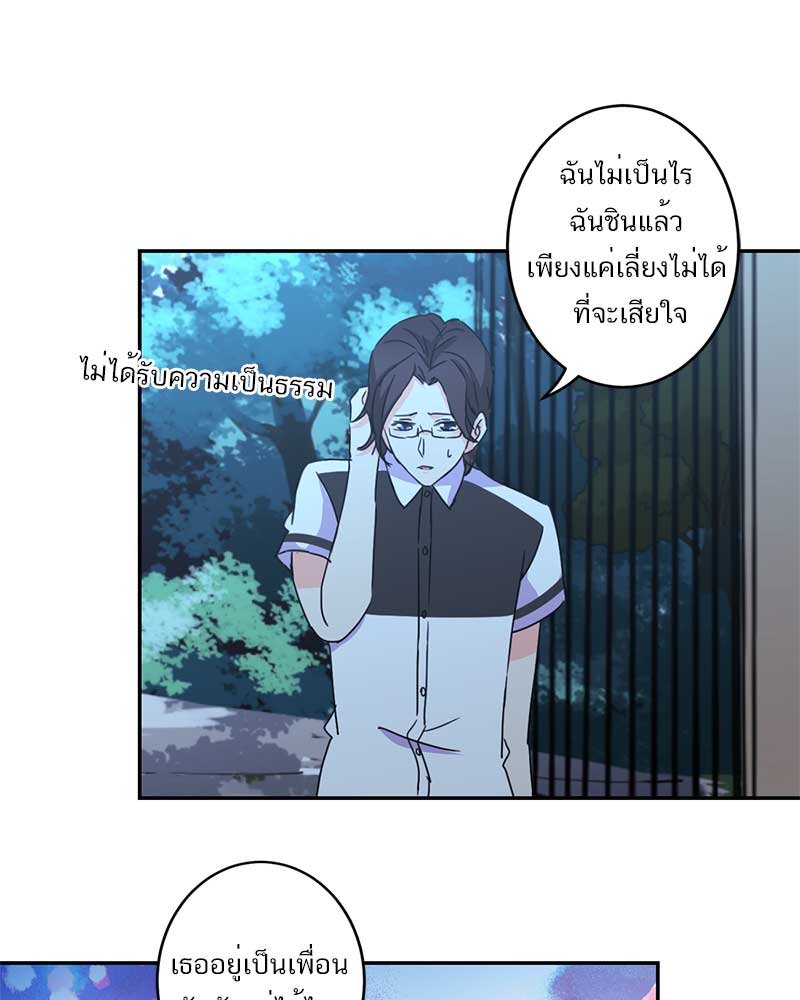 ฉันไม่เป็นไร
ฉันชินแล้ว
เพียงแค่เลี่ยงไม่ได้
ที่จะเสียใจ
ไม่ได้รับความเป็นธรรม
เธออยู่เป็นเพื่อน